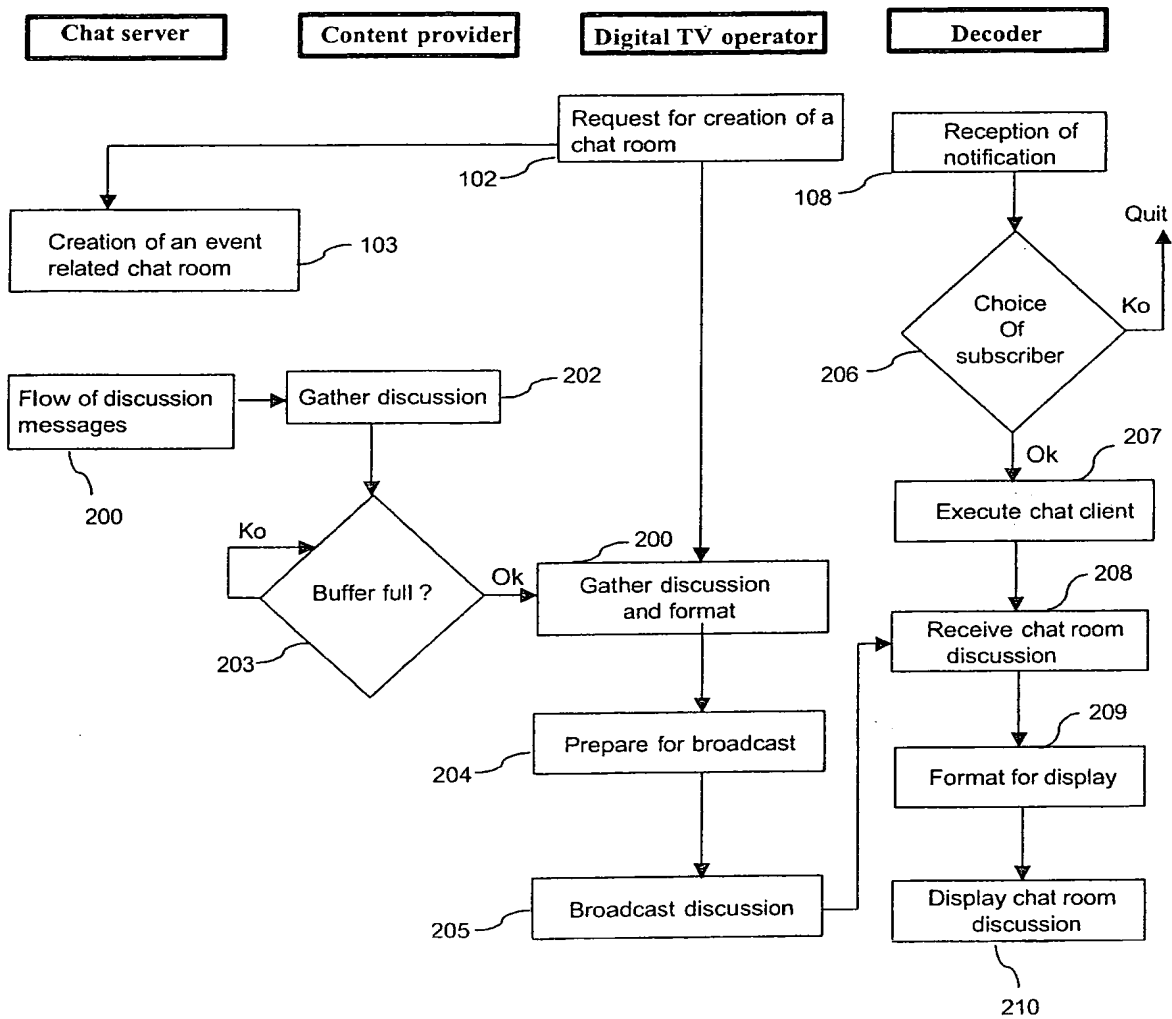 Chat server
Content provider
Digital TV operator
Decoder
Request for creation of a
chat room
102
Reception of
notification
108
Quit
Creation of an event
related chat room
103
Choice
Of
subscriber
Ko
206
Flow of discussion
messages
200
Gather discussion
202
Ok
207
Execute chat client
Ko
Buffer full ?
Ok
203
200
Gather discussion
and format
208
Receive chat room
discussion
Prepare for broadcast
204
209
Format for display
Broadcast discussion
205
Display chat room
discussion
210